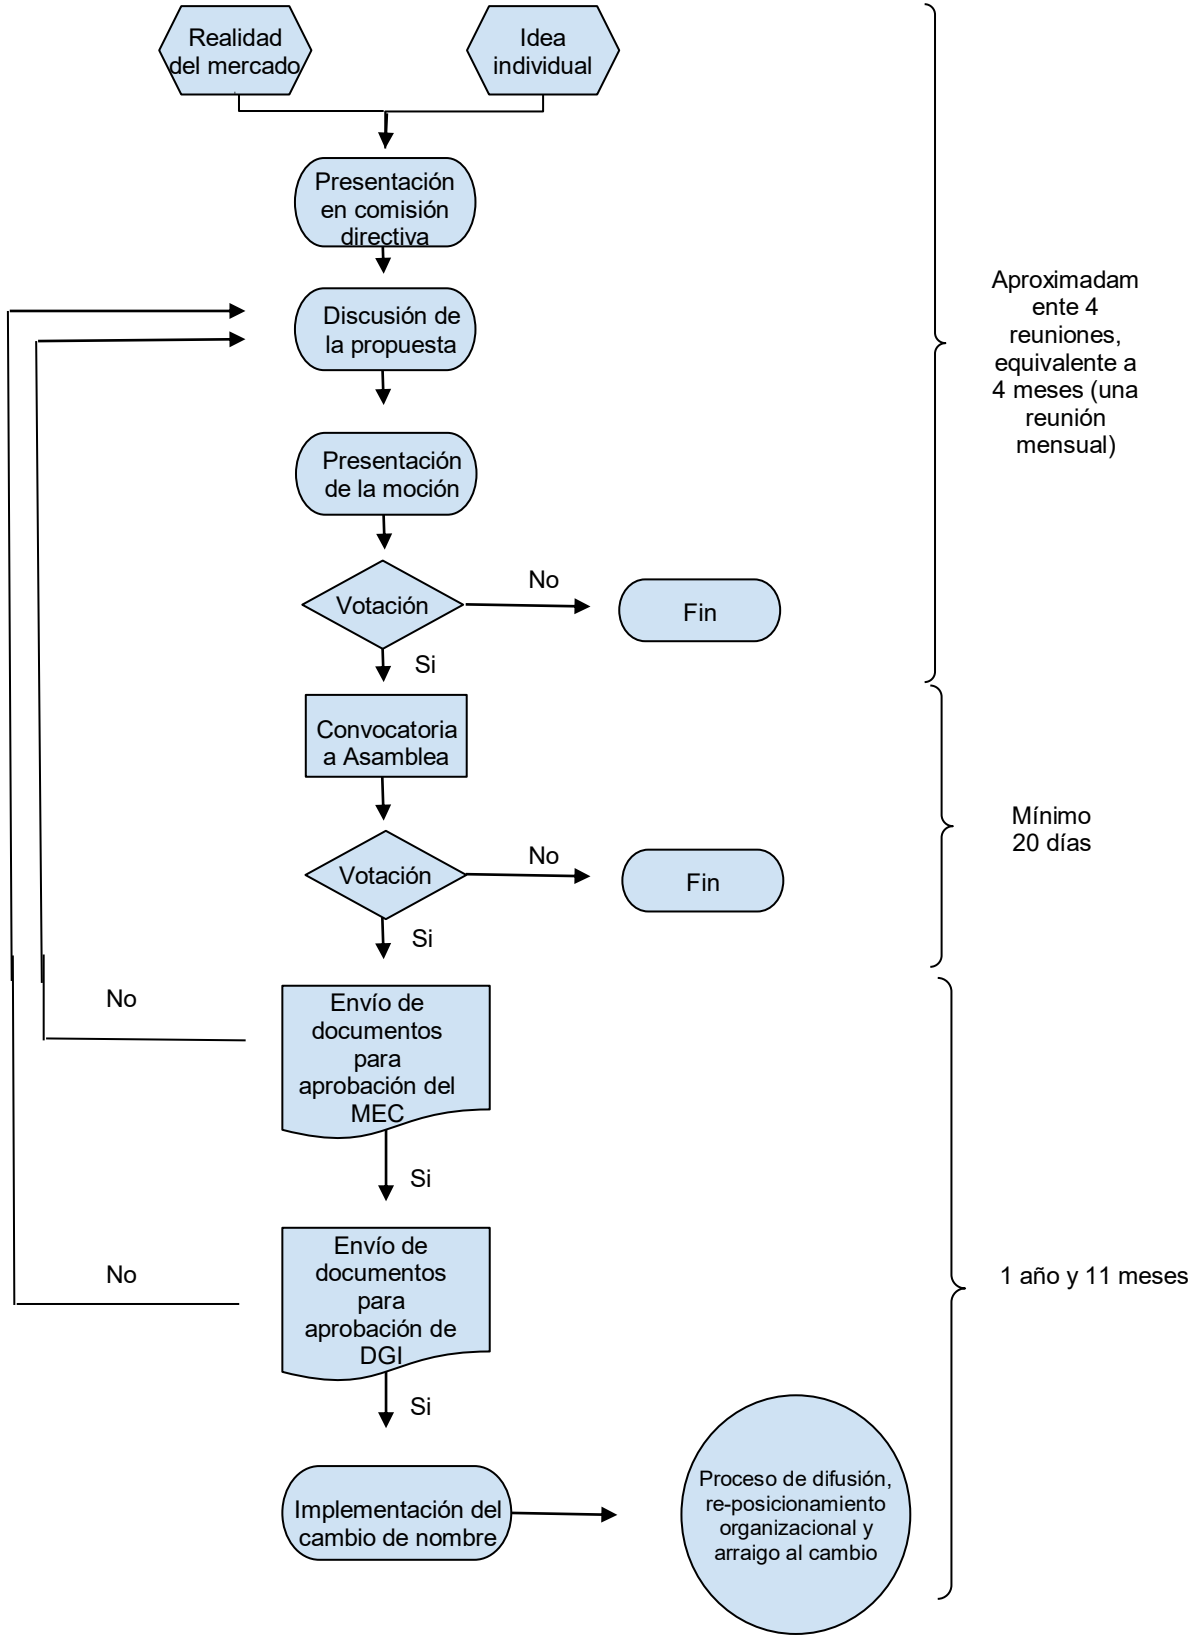 Realidad
del mercado
Idea
individual
Presentación
en comisión
directiva
Discusión de
la propuesta
Aproximadam
ente 4
reuniones,
equivalente a
4 meses (una
reunión
mensual)
Presentación
de la moción
Votación
No
Fin
Si
Convocatoria
a Asamblea
Mínimo
20 días
Votación
No
Fin
Si
No
Envío de
documentos
para
aprobación del
MEC
Si
No
Envío de
documentos
para
aprobación de
DGI
1 año y 11 meses
Si
Implementación del
cambio de nombre
Proceso de difusión,
re-posicionamiento
organizacional y
arraigo al cambio